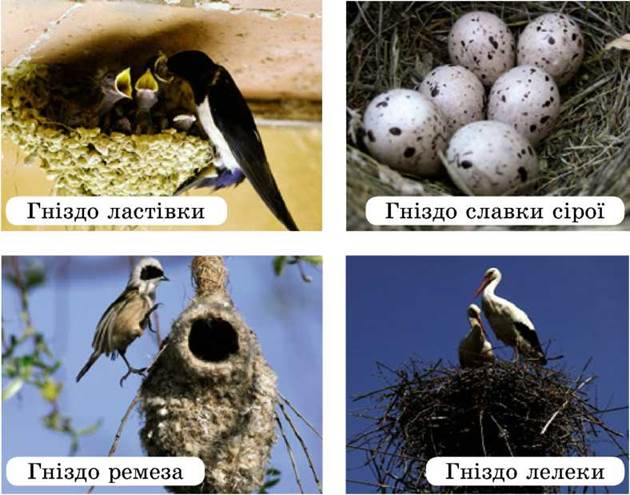 Гніздо ластівки
Гніздо славки сірої
Гніздо ремеза
Гніздо лелеки